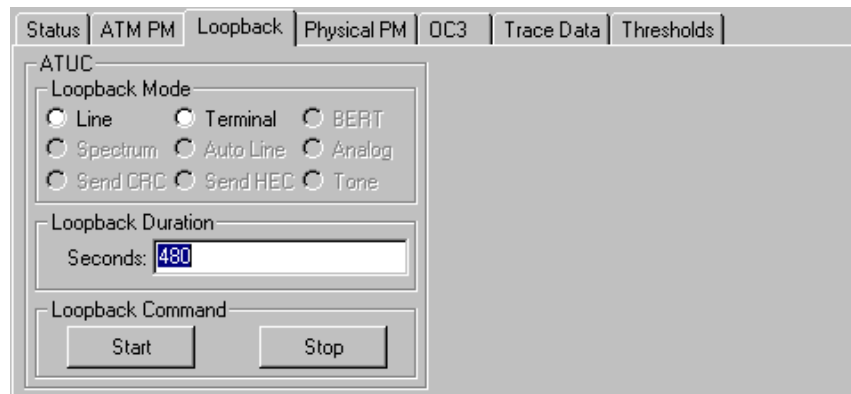 Status ATM PM Loopback Physical PM OC3 Trace Data Thresholds
ATUC
Loopback Mode
Line Terminal BERT
Spectrum Auto Line Analog
Send CRC Send HEC Tone
Loopback Duration
Seconds: 480
Loopback Command
Start Stop